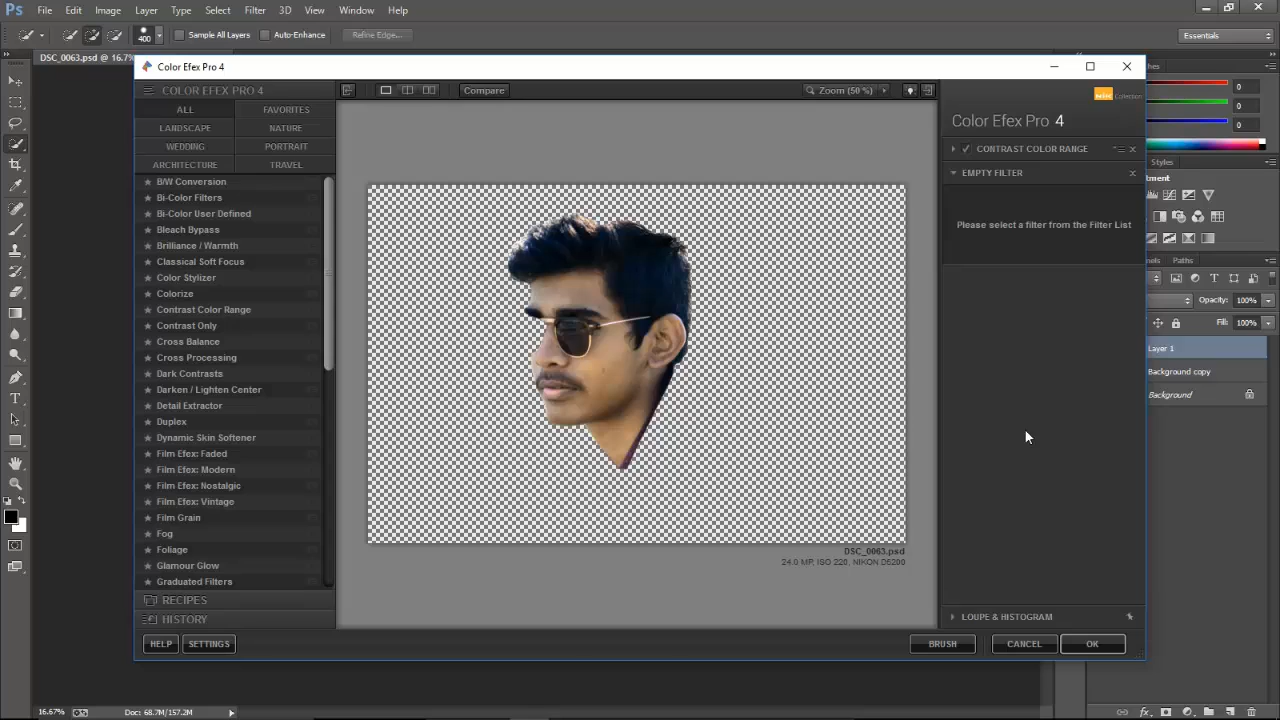 Ps File Edit Image Layer Type Select Filter 3D View Window Help
400 Sample All Layers Auto-Enhance Refine Edge... Essentials
DSC_0063.psd @ 16.7%
Color Efex Pro 4
COLOR EFEX PRO 4
Compare
Zoom (50 %)
ALL FAVORITES
LANDSCAPE NATURE
WEDDING PORTRAIT
ARCHITECTURE TRAVEL
B/W Conversion
Bi-Color Filters
Bi-Color User Defined
Bleach Bypass
Brilliance / Warmth
Classical Soft Focus
Color Stylizer
Colorize
Contrast Color Range
Contrast Only
Cross Balance
Cross Processing
Dark Contrasts
Darken / Lighten Center
Detail Extractor
Duplex
Dynamic Skin Softener
Film Efex: Faded
Film Efex: Modern
Film Efex: Nostalgic
Film Efex: Vintage
Film Grain
Fog
Foliage
Glamour Glow
Graduated Filters
RECIPES
HISTORY
HELP SETTINGS
DSC_0063.psd
24.0 MP, ISO 220, NIKON D5200
Collection
Color Efex Pro 4
CONTRAST COLOR RANGE
EMPTY FILTER
Please select a filter from the Filter List
LOUPE & HISTOGRAM
BRUSH CANCEL OK
ches
0
0
0
Styles
tment
nels Paths
Opacity: 100%
Fill: 100%
Layer 1
Background copy
Background
16.67% Doc: 68.7M/157.2M